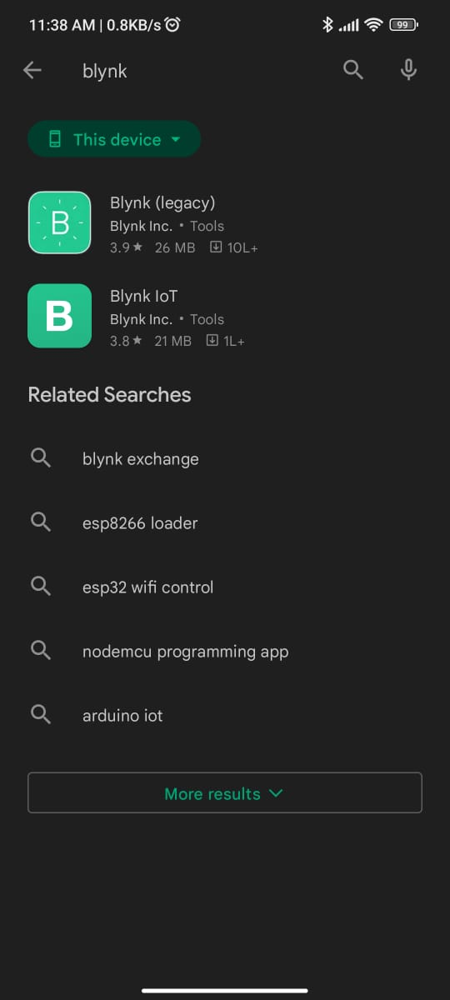 11:38 AM | 0.8KB/s
99
blynk
This device
B
Blynk (legacy)
Blynk Inc. • Tools
3.9★ 26 MB 10L+
B
Blynk IoT
Blynk Inc. • Tools
3.8★ 21 MB 1L+
Related Searches
blynk exchange
esp8266 loader
esp32 wifi control
nodemcu programming app
arduino iot
More results